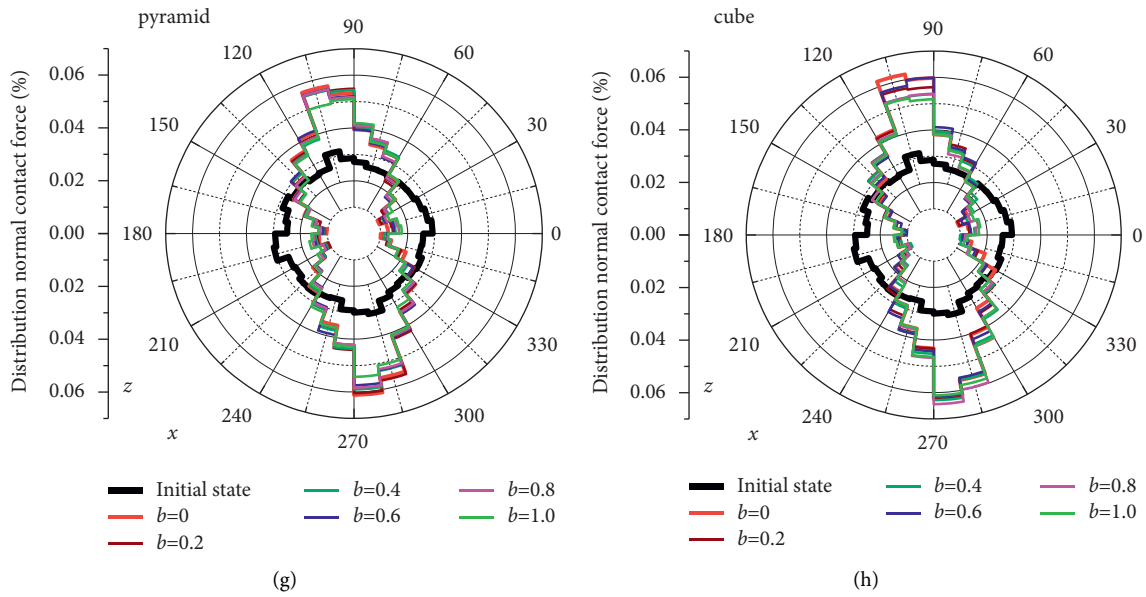 pyramid
90
120
60
0.06
Distribution normal contact force (%)
0.04
150
30
0.02
0.00
180
0
0.02
0.04
210
330
0.06
z
240
300
x
270
Initial state
b=0
b=0.2
b=0.4
b=0.6
b=0.8
b=1.0
(g)
cube
90
120
60
0.06
Distribution normal contact force (%)
0.04
150
30
0.02
0.00
180
0
0.02
0.04
210
330
0.06
z
240
300
x
270
Initial state
b=0
b=0.2
b=0.4
b=0.6
b=0.8
b=1.0
(h)